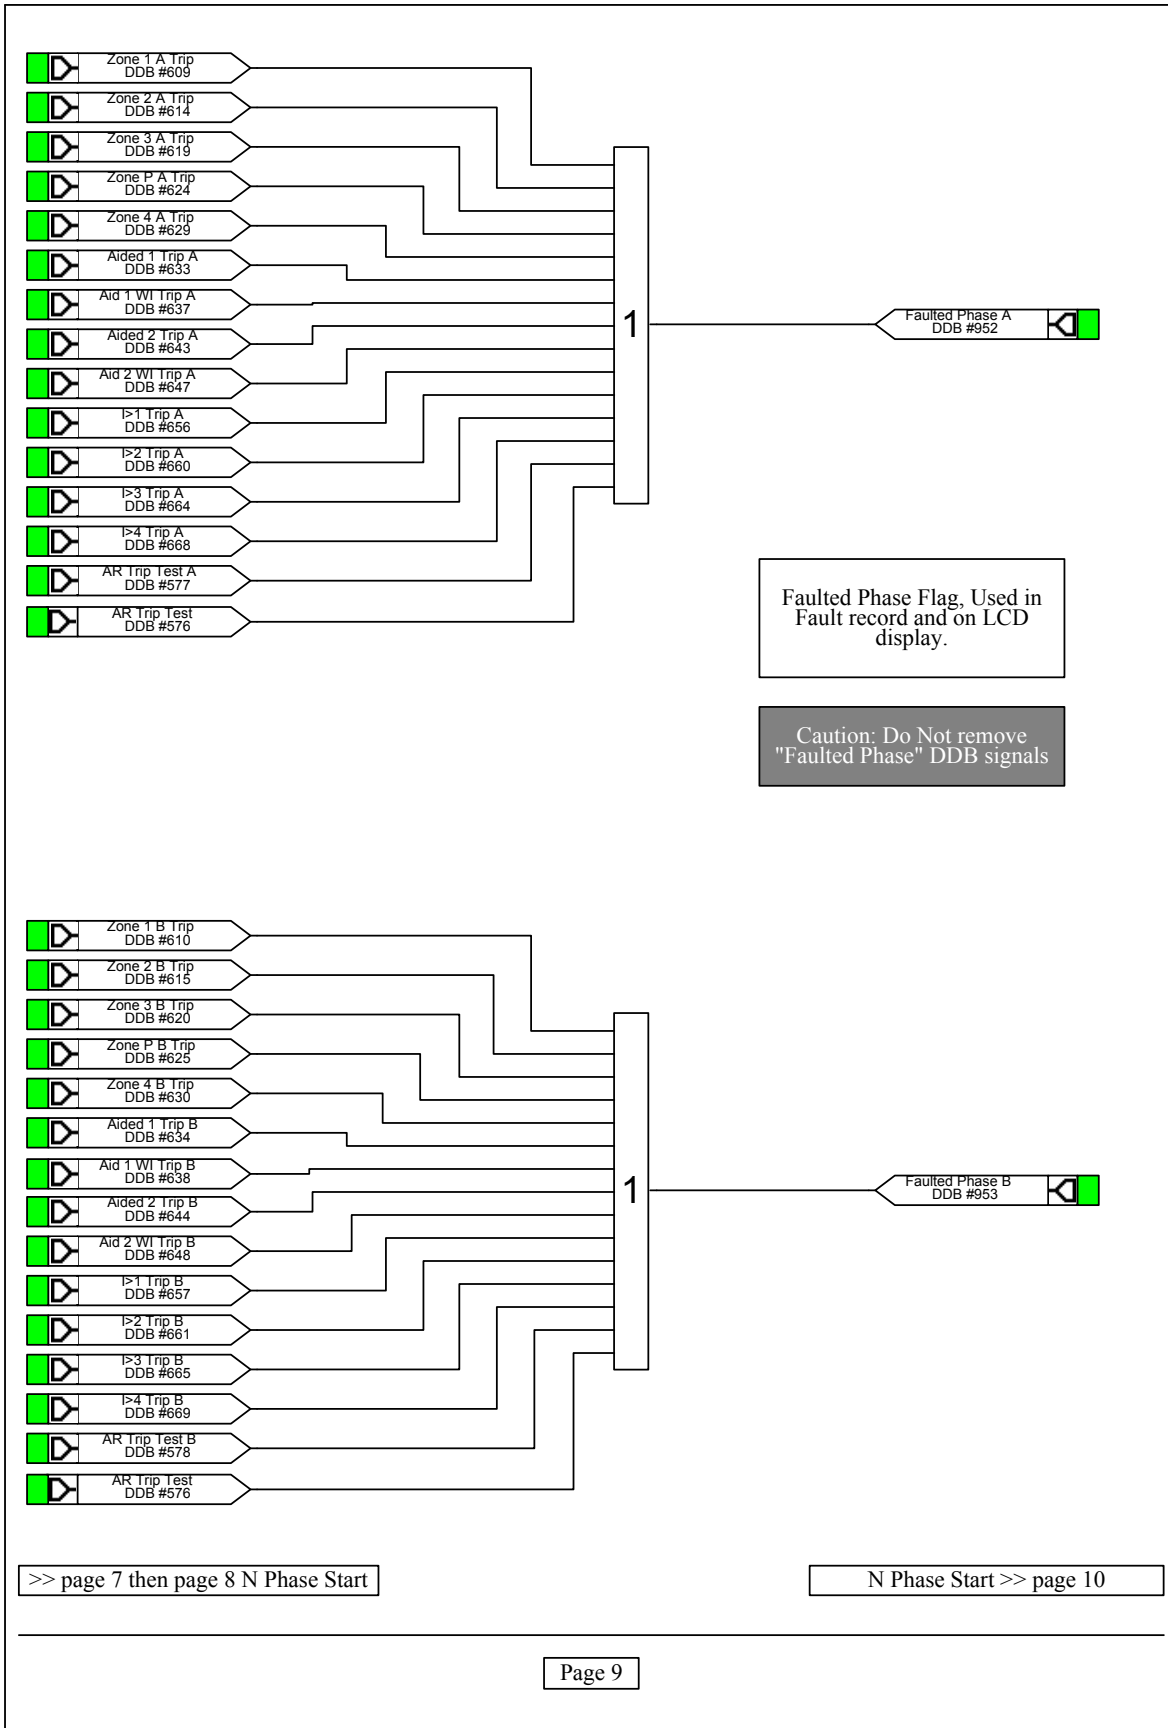 Zone 1 A Trip
DDB #609
Zone 2 A Trip
DDB #614
Zone 3 A Trip
DDB #619
Zone P A Trip
DDB #624
Zone 4 A Trip
DDB #629
Aided 1 Trip A
DDB #633
Aid 1 WI Trip A
DDB #637
Aided 2 Trip A
DDB #643
Aid 2 WI Trip A
DDB #647
I>1 Trip A
DDB #656
I>2 Trip A
DDB #660
I>3 Trip A
DDB #664
I>4 Trip A
DDB #668
AR Trip Test A
DDB #577
AR Trip Test
DDB #576
1
Faulted Phase A
DDB #952
Faulted Phase Flag, Used in
Fault record and on LCD
display.
Caution: Do Not remove
"Faulted Phase" DDB signals
Zone 1 B Trip
DDB #610
Zone 2 B Trip
DDB #615
Zone 3 B Trip
DDB #620
Zone P B Trip
DDB #625
Zone 4 B Trip
DDB #630
Aided 1 Trip B
DDB #634
Aid 1 WI Trip B
DDB #638
Aided 2 Trip B
DDB #644
Aid 2 WI Trip B
DDB #648
I>1 Trip B
DDB #657
I>2 Trip B
DDB #661
I>3 Trip B
DDB #665
I>4 Trip B
DDB #669
AR Trip Test B
DDB #578
AR Trip Test
DDB #576
1
Faulted Phase B
DDB #953
>> page 7 then page 8 N Phase Start
N Phase Start >> page 10
Page 9